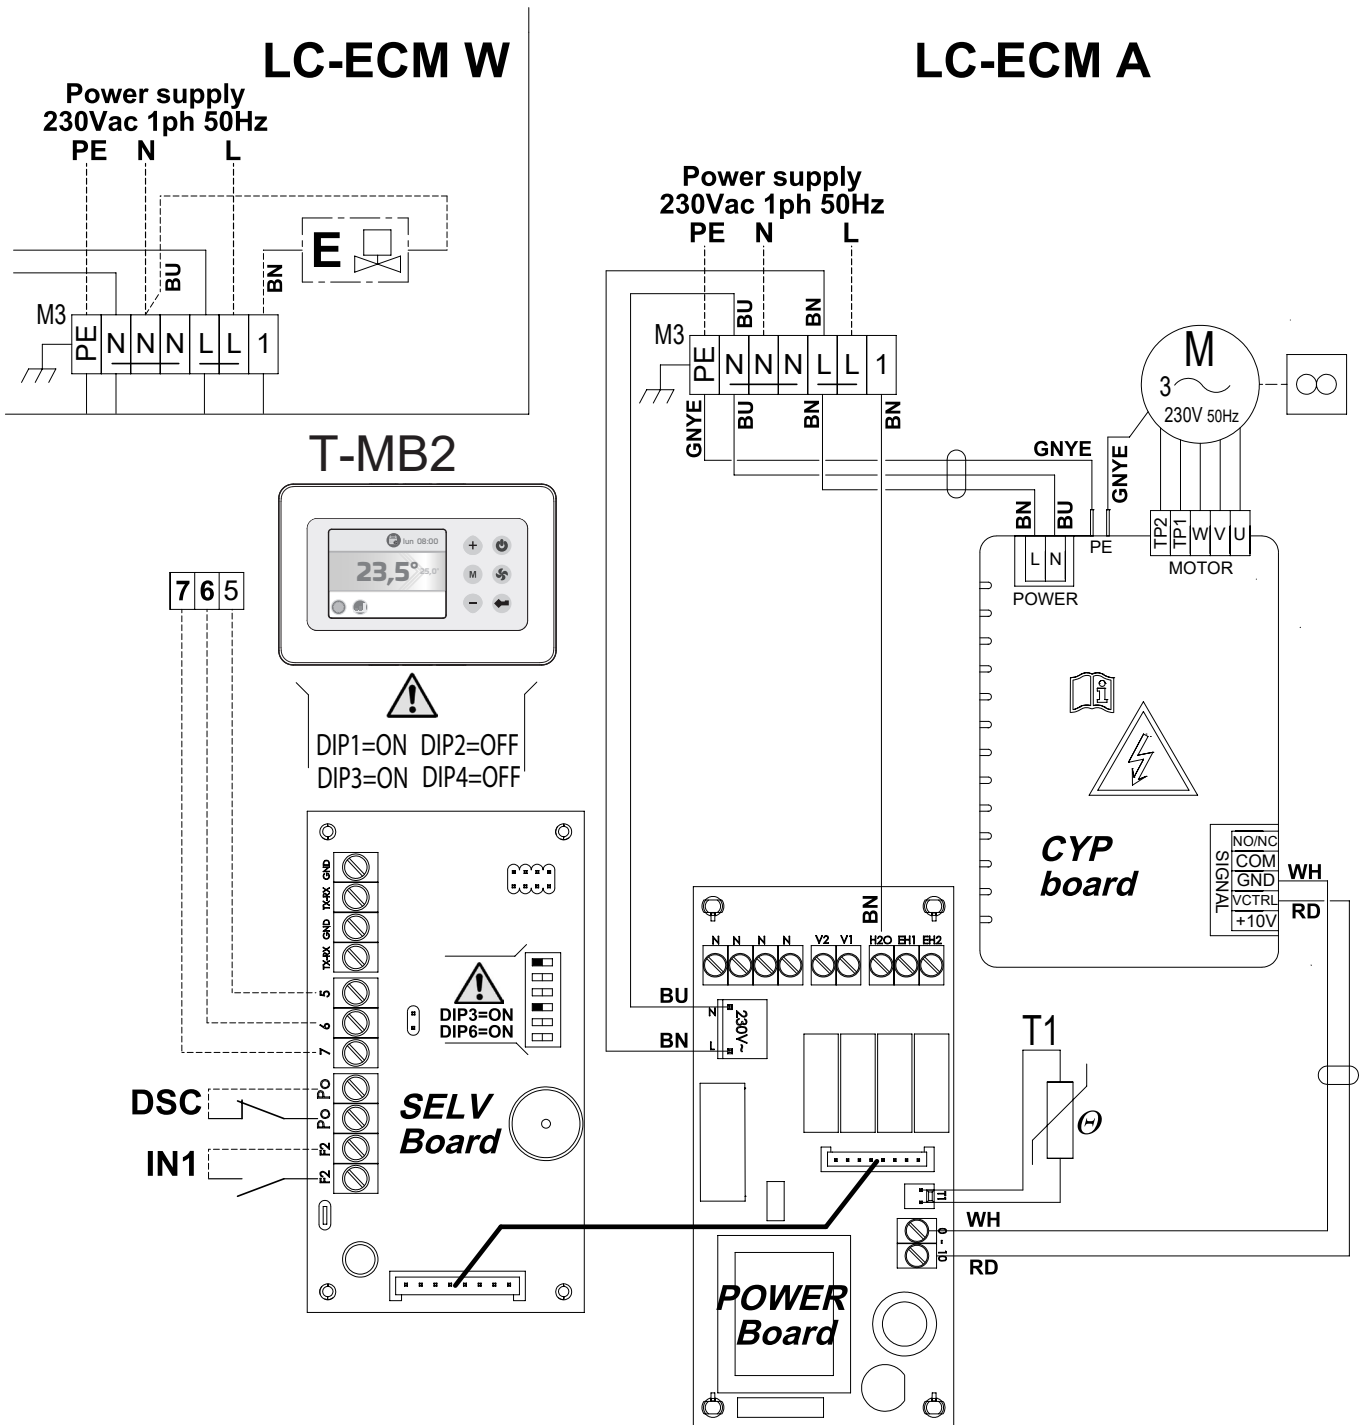 LC-ECM W
Power supply
230Vac 1ph 50Hz
PE N L
BU
BN
E
M3
PE N N N L L 1
LC-ECM A
Power supply
230Vac 1ph 50Hz
PE N L
BU
BN
M3
PE N N N L L 1
GNYE
BU
BN
BN
GNYE
GNYE
M
3
230V 50Hz
BN
BU
PE
L N
POWER
TP2 TP1 W V U
MOTOR
T-MB2
lun 08:00
23,5°
25,0°
+
M
−
DIP1=ON DIP2=OFF
DIP3=ON DIP4=OFF
7 6 5
GND
TX-RX
GND
TX-RX
5
6
7
PO
PO
F2
F2
DSC
IN1
DIP3=ON
DIP6=ON
SELV
Board
CYP
board
SIGNAL
NO/NC
COM
GND
VCTRL
+10V
WH
RD
BN
N N N N V2 V1 H2O EH1 EH2
BU
BN
N
L
230V~
T1
Θ
T1
0 - 10
WH
RD
POWER
Board